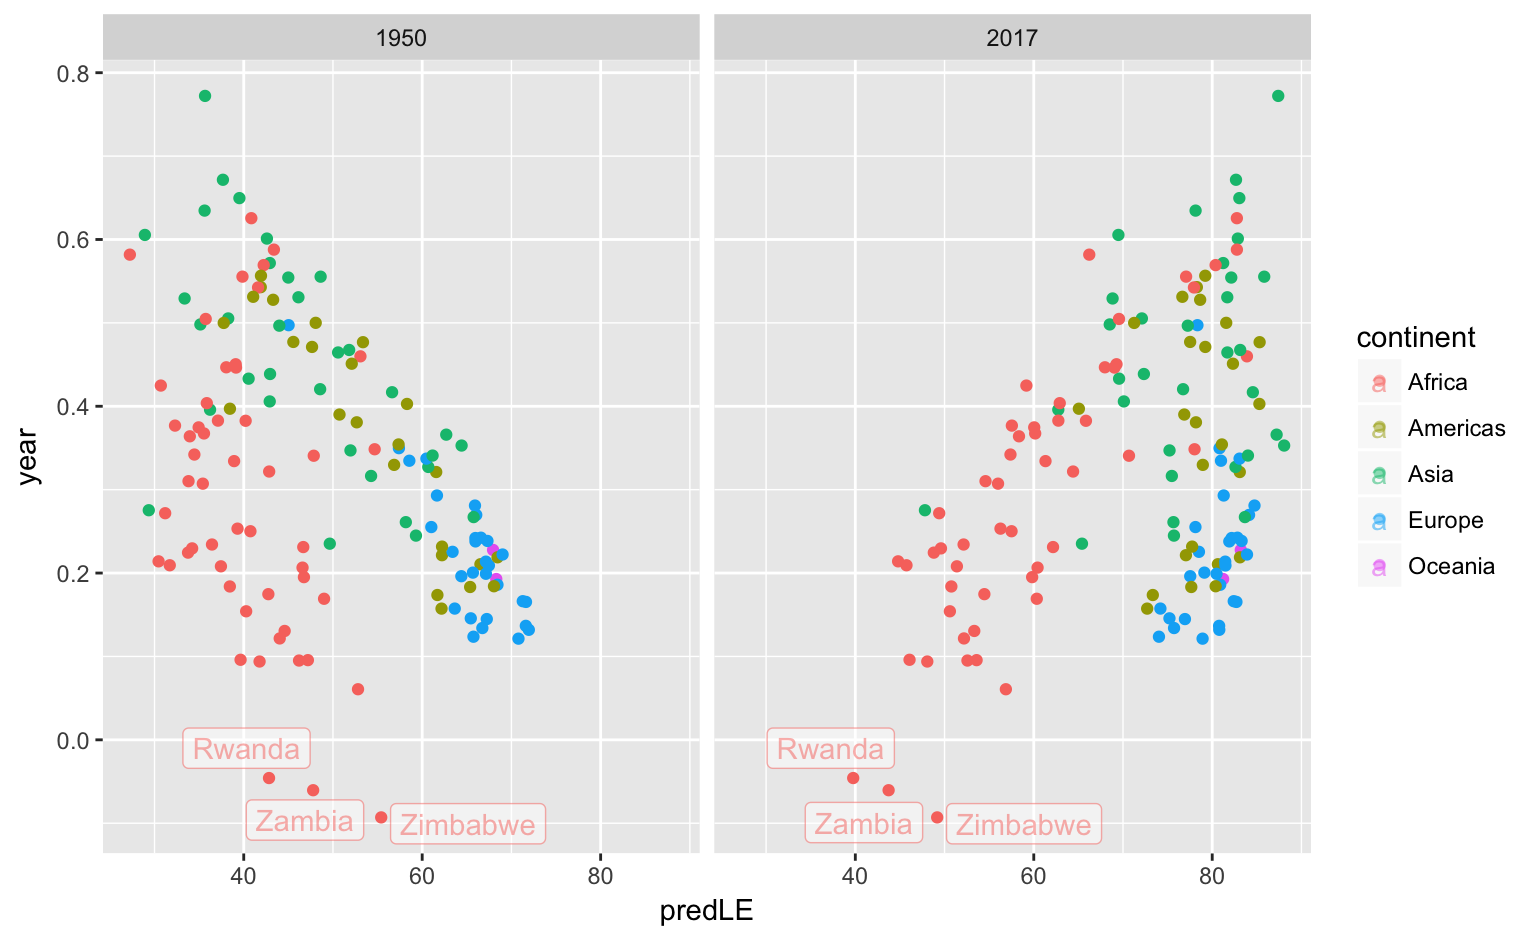 1950
2017
0.8
0.6
0.4
0.2
0.0
year
Rwanda
Zambia
Zimbabwe
Rwanda
Zambia
Zimbabwe
40
60
80
40
60
80
predLE
continent
a Africa
a Americas
a Asia
a Europe
a Oceania